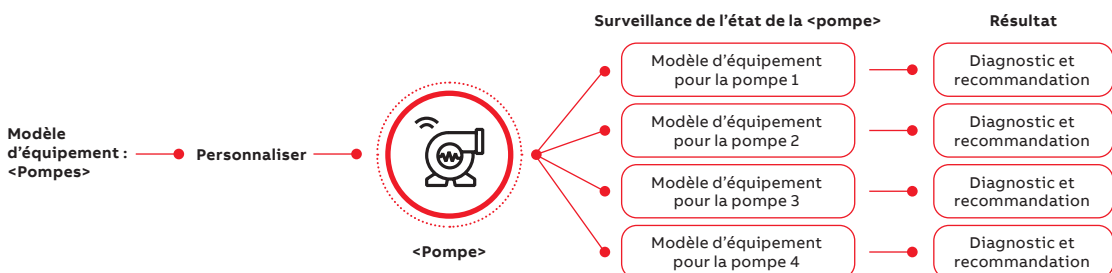 Surveillance de l'état de la <pompe>
Résultat
Modèle d'équipement
pour la pompe 1
Diagnostic et
recommandation
Modèle d'équipement
pour la pompe 2
Diagnostic et
recommandation
Modèle
d'équipement :
<Pompes>
Personnaliser
<Pompe>
Modèle d'équipement
pour la pompe 3
Diagnostic et
recommandation
Modèle d'équipement
pour la pompe 4
Diagnostic et
recommandation